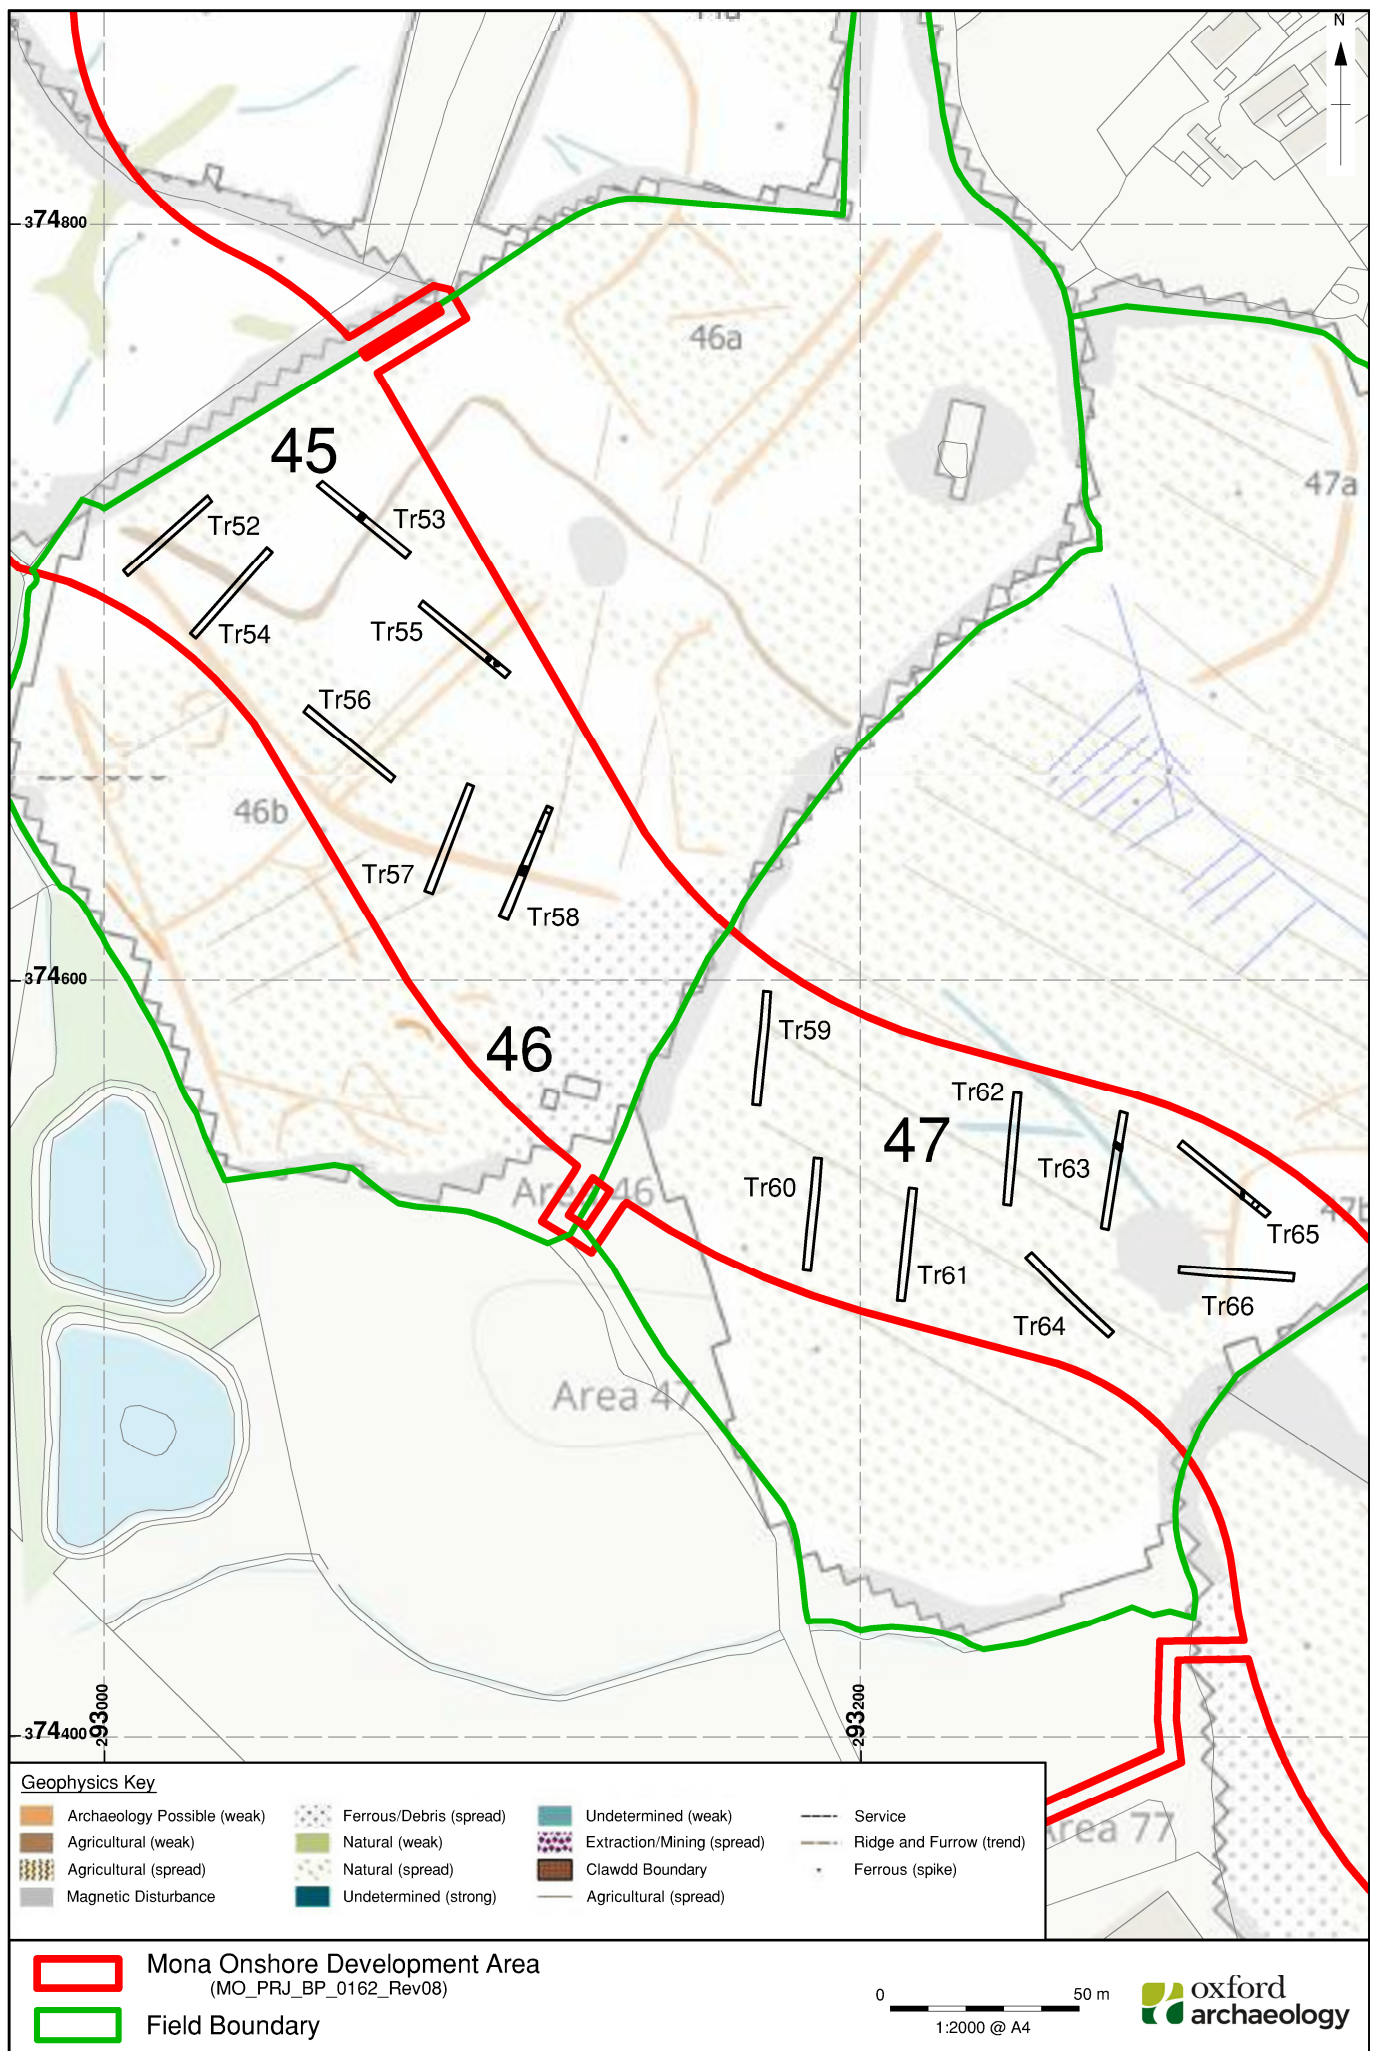 N
374800
46a
45
47a
Tr52
Tr53
Tr54
Tr55
Tr56
46b
Tr57
Tr58
374600
46
Tr59
Tr62
47
Tr63
Tr60
Area 46
47b
Tr65
Tr61
Tr66
Tr64
Area 47
293000
293200
374400
Geophysics Key
Archaeology Possible (weak)
Agricultural (weak)
Agricultural (spread)
Magnetic Disturbance
Ferrous/Debris (spread)
Natural (weak)
Natural (spread)
Undetermined (strong)
Undetermined (weak)
Extraction/Mining (spread)
Clawdd Boundary
Agricultural (spread)
Service
Ridge and Furrow (trend)
Ferrous (spike)
Area 77
Mona Onshore Development Area
(MO_PRJ_BP_0162_Rev08)
Field Boundary
0 50 m
1:2000 @ A4
oxford
archaeology